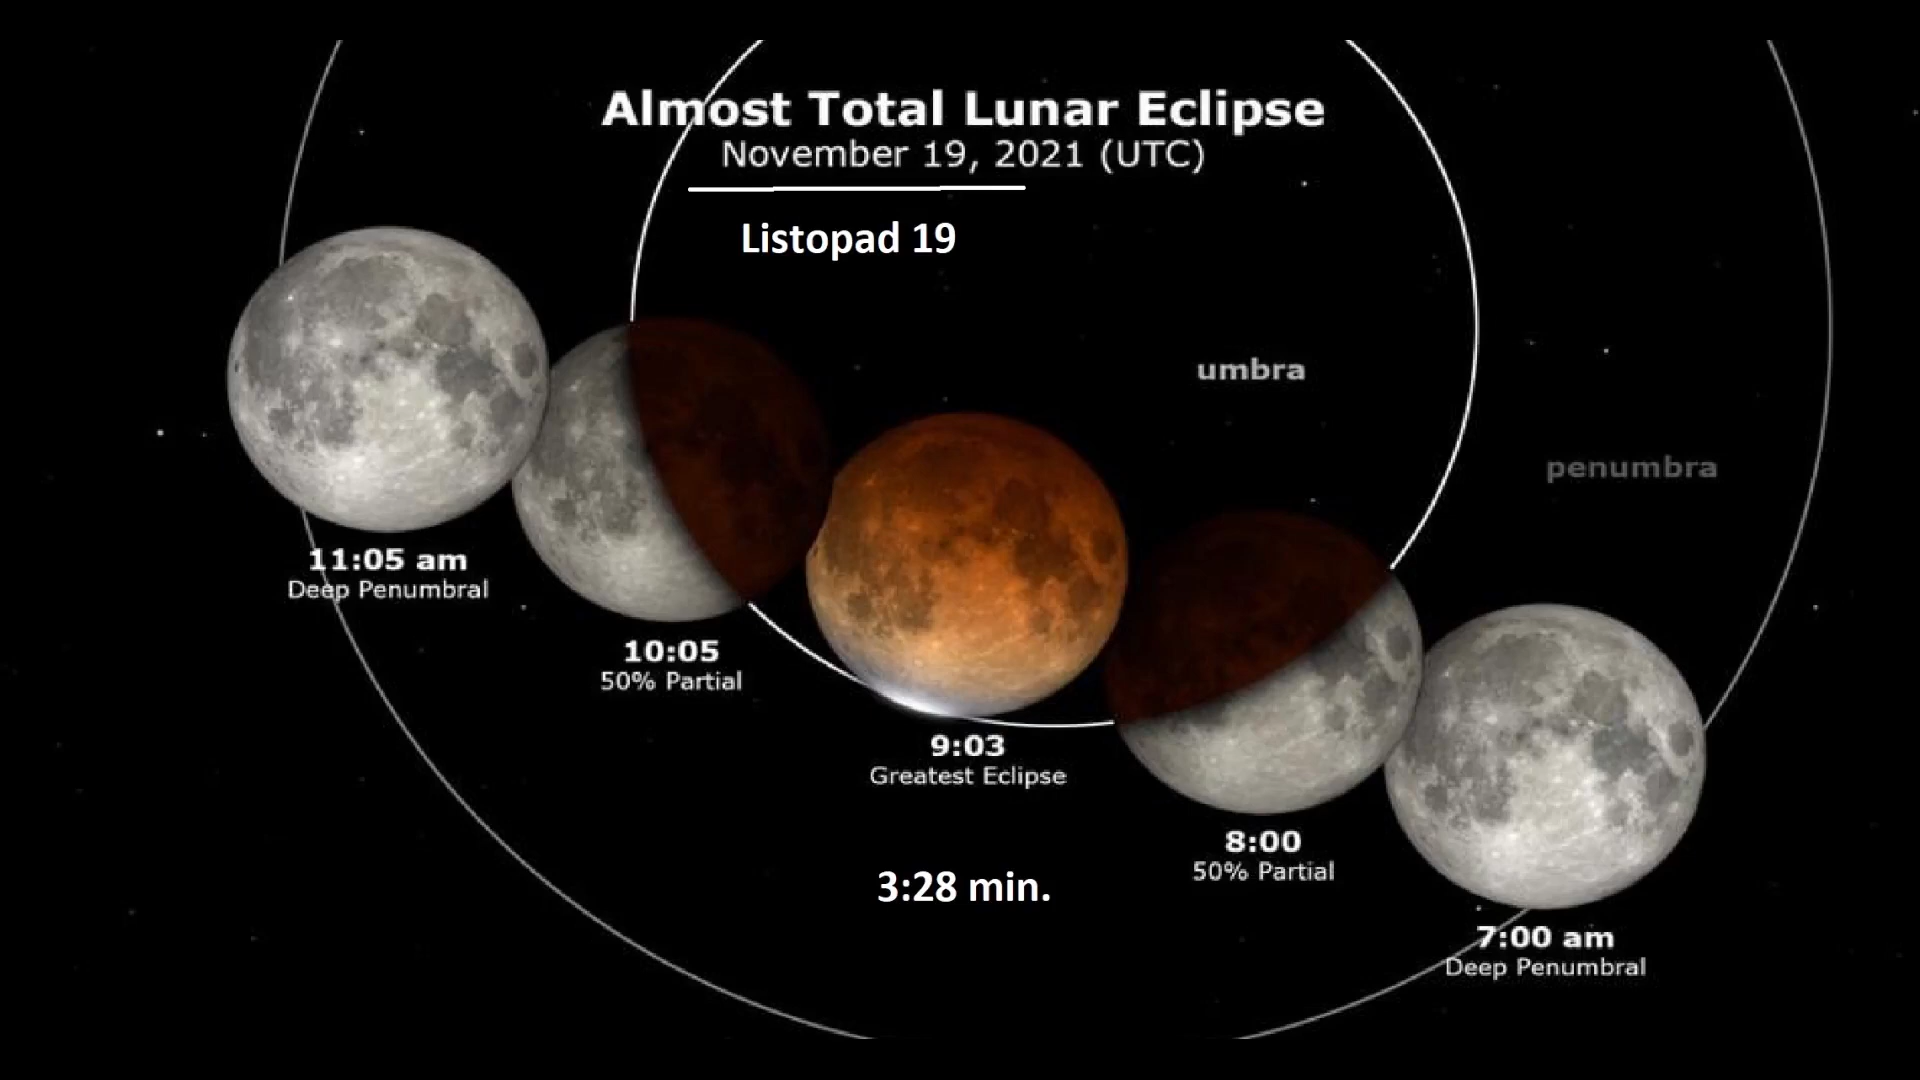 Almost Total Lunar Eclipse
November 19, 2021 (UTC)
Listopad 19
umbra
penumbra
11:05 am
Deep Penumbral
10:05
50% Partial
9:03
Greatest Eclipse
8:00
50% Partial
3:28 min.
7:00 am
Deep Penumbral